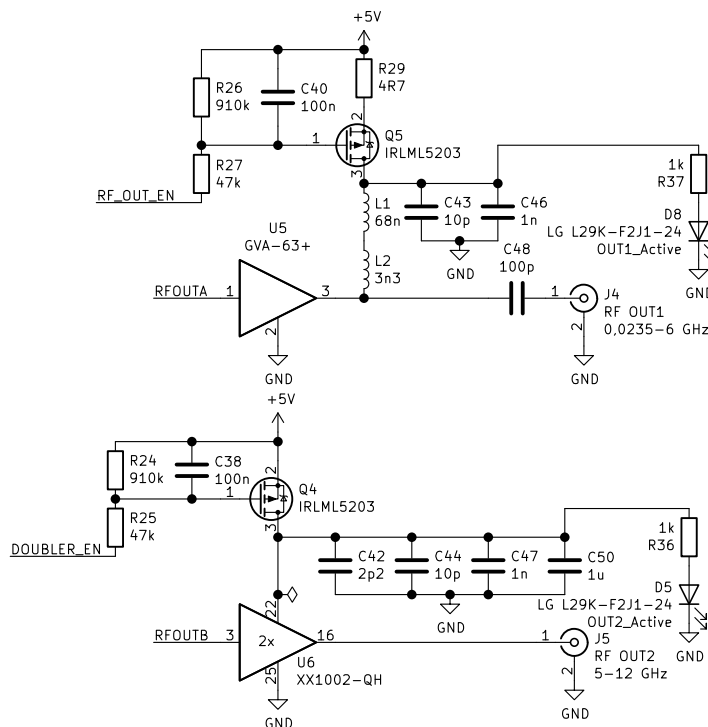 +5V
R29
4R7
R26
910k
C40
100n
2
Q5
IRLML5203
1
3
R27
47k
RF_OUT_EN
1k
R37
L1
68n
C43
10p
C46
1n
D8
LG L29K-F2J1-24
OUT1_Active
GND
GND
U5
GVA-63+
L2
3n3
C48
100p
RFOUTA
1
3
2
GND
1
J4
RF OUT1
0,0235-6 GHz
2
GND
+5V
R24
910k
C38
100n
2
Q4
IRLML5203
1
3
R25
47k
DOUBLER_EN
1k
R36
C42
2p2
C44
10p
C47
1n
C50
1u
D5
LG L29K-F2J1-24
OUT2_Active
GND
GND
22
RFOUTB
3
2x
16
U6
XX1002-QH
25
GND
1
J5
RF OUT2
5-12 GHz
2
GND